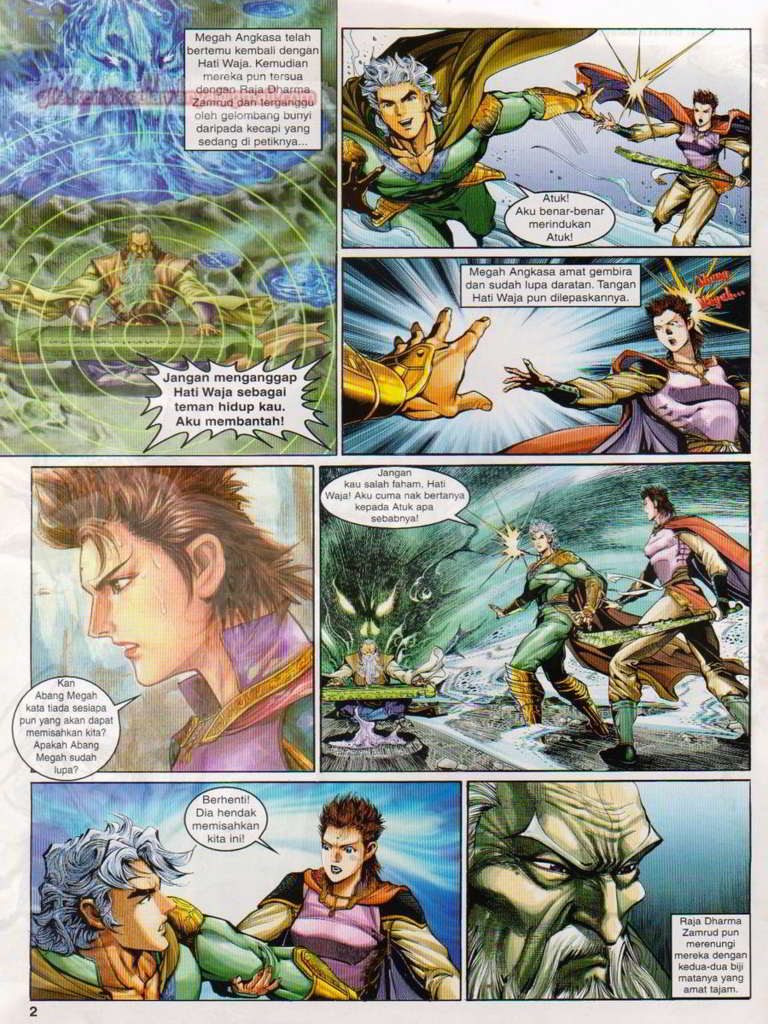 Megah Angkasa telah
bertemu kembali dengan
Hati Waja. Kemudian
mereka pun tersua
dengan Raja Dharma
Zamrud dan terganggu
oleh gelombang bunyi
daripada kecapi yang
sedang di petiknya...
Jangan menganggap
Hati Waja sebagai
teman hidup kau.
Aku membantah!
Atuk!
Aku benar-benar
merindukan
Atuk!
Megah Angkasa amat gembira
dan sudah lupa daratan. Tangan
Hati Waja pun dilepaskannya.
Abang
Megah...
Kan
Abang Megah
kata tiada sesiapa
pun yang akan dapat
memisahkan kita?
Apakah Abang
Megah sudah
lupa?
Jangan
kau salah faham, Hati
Waja! Aku cuma nak bertanya
kepada Atuk apa
sebabnya!
Berhenti!
Dia hendak
memisahkan
kita ini!
Raja Dharma
Zamrud pun
merenungi
mereka dengan
kedua-dua biji
matanya yang
amat tajam.
2